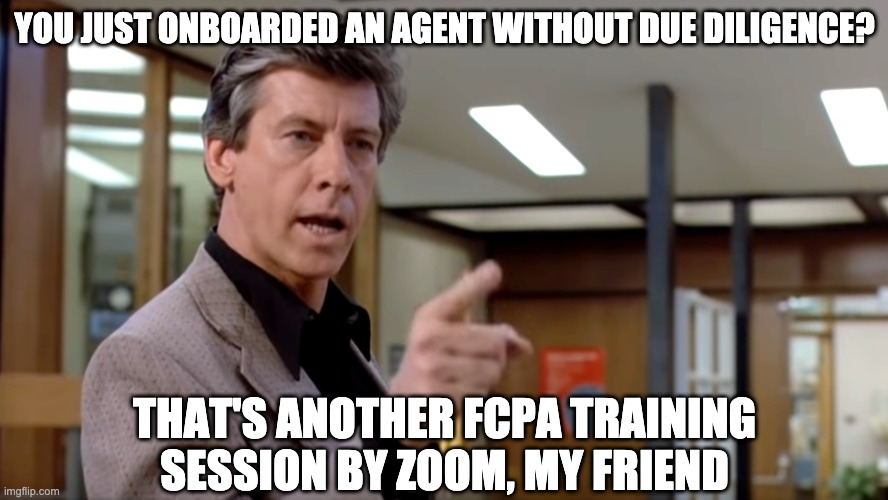 YOU JUST ONBOARDED AN AGENT WITHOUT DUE DILIGENCE?
THAT'S ANOTHER FCPA TRAINING
SESSION BY ZOOM, MY FRIEND
imgflip.com